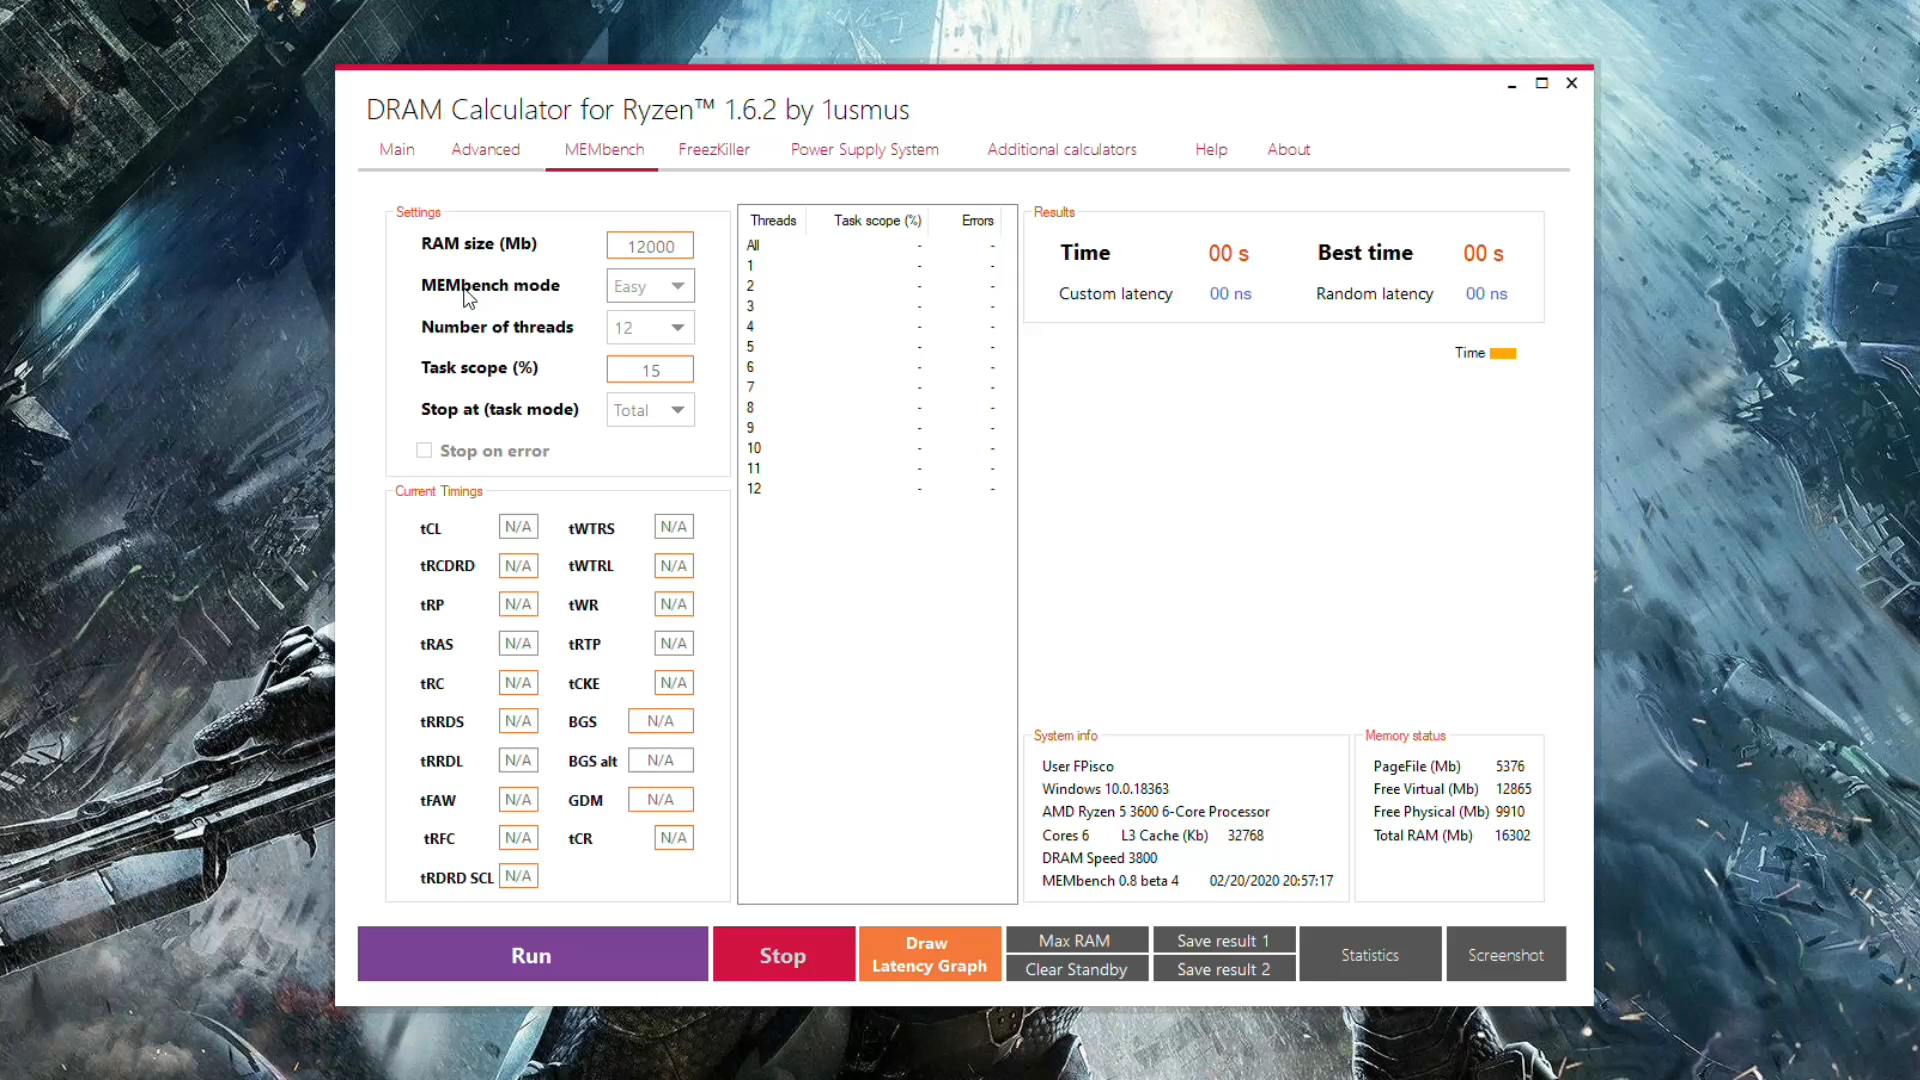 DRAM Calculator for Ryzen™ 1.6.2 by 1usmus
Main Advanced MEMbench FreezKiller Power Supply System Additional calculators Help About
Settings
RAM size (Mb) 12000
MEMbench mode Easy
Number of threads 12
Task scope (%) 15
Stop at (task mode) Total
Stop on error
Current Timings
tCL N/A tWTRS N/A
tRCDRD N/A tWTRL N/A
tRP N/A tWR N/A
tRAS N/A tRTP N/A
tRC N/A tCKE N/A
tRRDS N/A BGS N/A
tRRDL N/A BGS alt N/A
tFAW N/A GDM N/A
tRFC N/A tCR N/A
tRDRD SCL N/A
Threads Task scope (%) Errors
All - -
1 - -
2 - -
3 - -
4 - -
5 - -
6 - -
7 - -
8 - -
9 - -
10 - -
11 - -
12 - -
Results
Time 00 s Best time 00 s
Custom latency 00 ns Random latency 00 ns
Time
System info
User FPisco
Windows 10.0.18363
AMD Ryzen 5 3600 6-Core Processor
Cores 6 L3 Cache (Kb) 32768
DRAM Speed 3800
MEMbench 0.8 beta 4 02/20/2020 20:57:17
Memory status
PageFile (Mb) 5376
Free Virtual (Mb) 12865
Free Physical (Mb) 9910
Total RAM (Mb) 16302
Run
Stop
Draw
Latency Graph
Max RAM
Clear Standby
Save result 1
Save result 2
Statistics
Screenshot